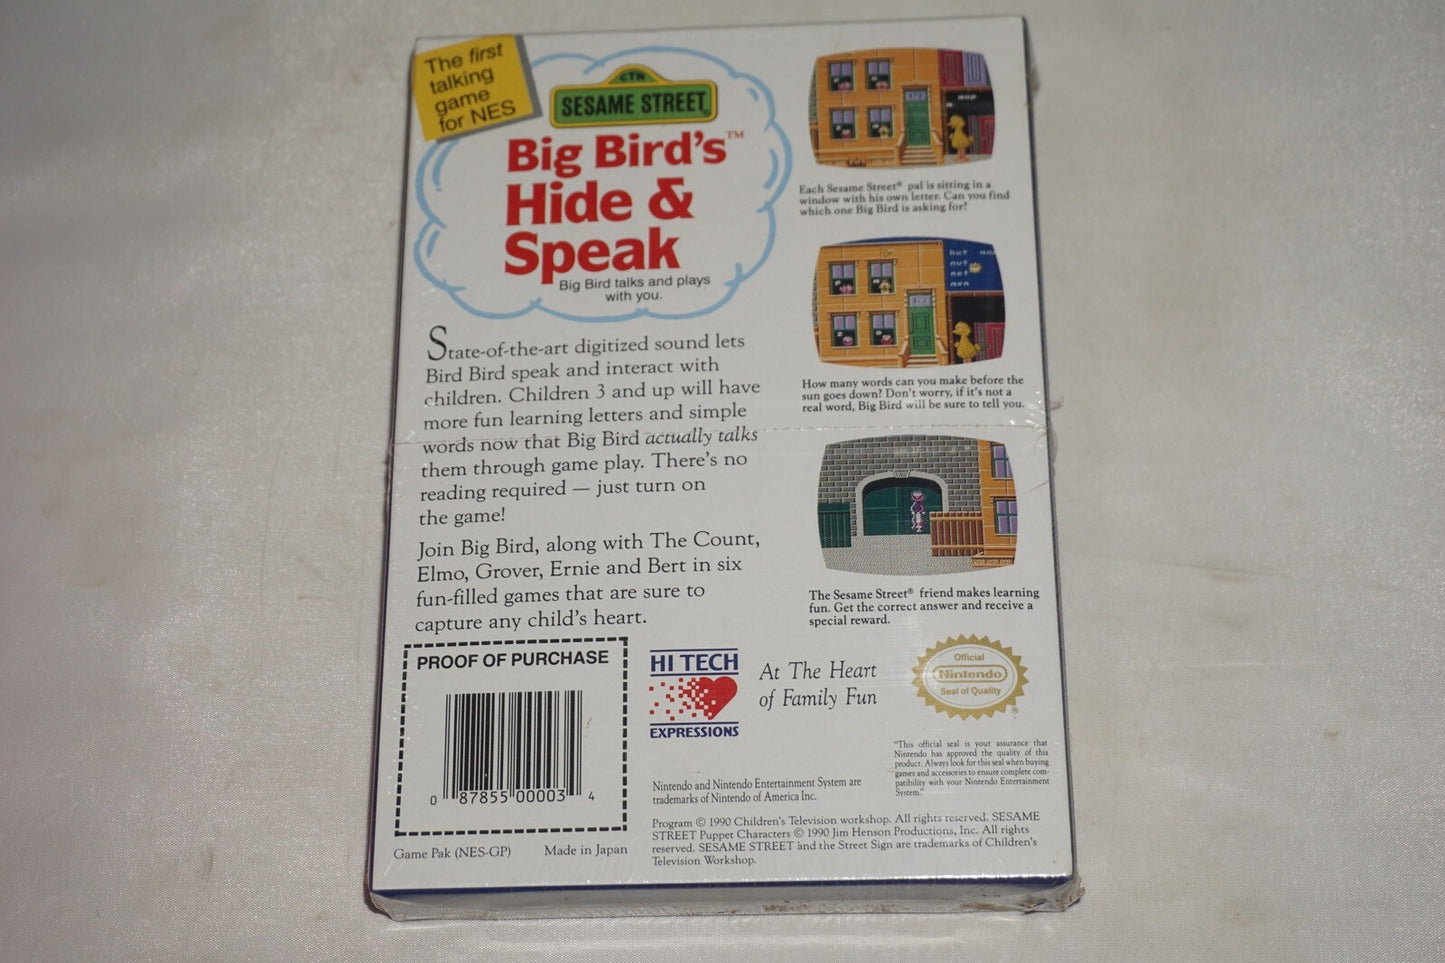 The first
talking
game
for NES
CTW
SESAME STREET
Big Bird's™
Hide &
Speak
Big Bird talks and plays
with you.
State-of-the-art digitized sound lets
Bird Bird speak and interact with
children. Children 3 and up will have
more fun learning letters and simple
words now that Big Bird actually talks
them through game play. There's no
reading required — just turn on
the game!
Join Big Bird, along with The Count,
Elmo, Grover, Ernie and Bert in six
fun-filled games that are sure to
capture any child's heart.
Each Sesame Street® pal is sitting in a
window with his own letter. Can you find
which one Big Bird is asking for?
hut
nut
net
men
123
How many words can you make before the
sun goes down? Don't worry, if it's not a
real word, Big Bird will be sure to tell you.
The Sesame Street® friend makes learning
fun. Get the correct answer and receive a
special reward.
PROOF OF PURCHASE
0 87855 00003 4
Game Pak (NES-GP) Made in Japan
HI TECH
EXPRESSIONS
At The Heart
of Family Fun
Official
Nintendo
Seal of Quality
®
"This official seal is your assurance that
Nintendo has approved the quality of this
product. Always look for this seal when buying
games and accessories to ensure complete com-
patibility with your Nintendo Entertainment
System."
Nintendo and Nintendo Entertainment System are
trademarks of Nintendo of America Inc.
Program © 1990 Children's Television workshop. All rights reserved. SESAME
STREET Puppet Characters © 1990 Jim Henson Productions, Inc. All rights
reserved. SESAME STREET and the Street Sign are trademarks of Children's
Television Workshop.